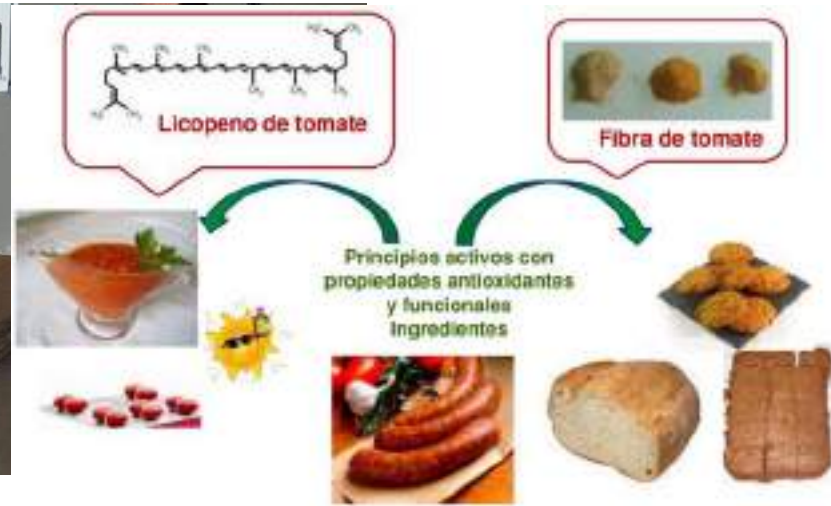 Licopeno de tomate
Fibra de tomate
Principios activos con
propiedades antioxidantes
y funcionales
Ingredientes